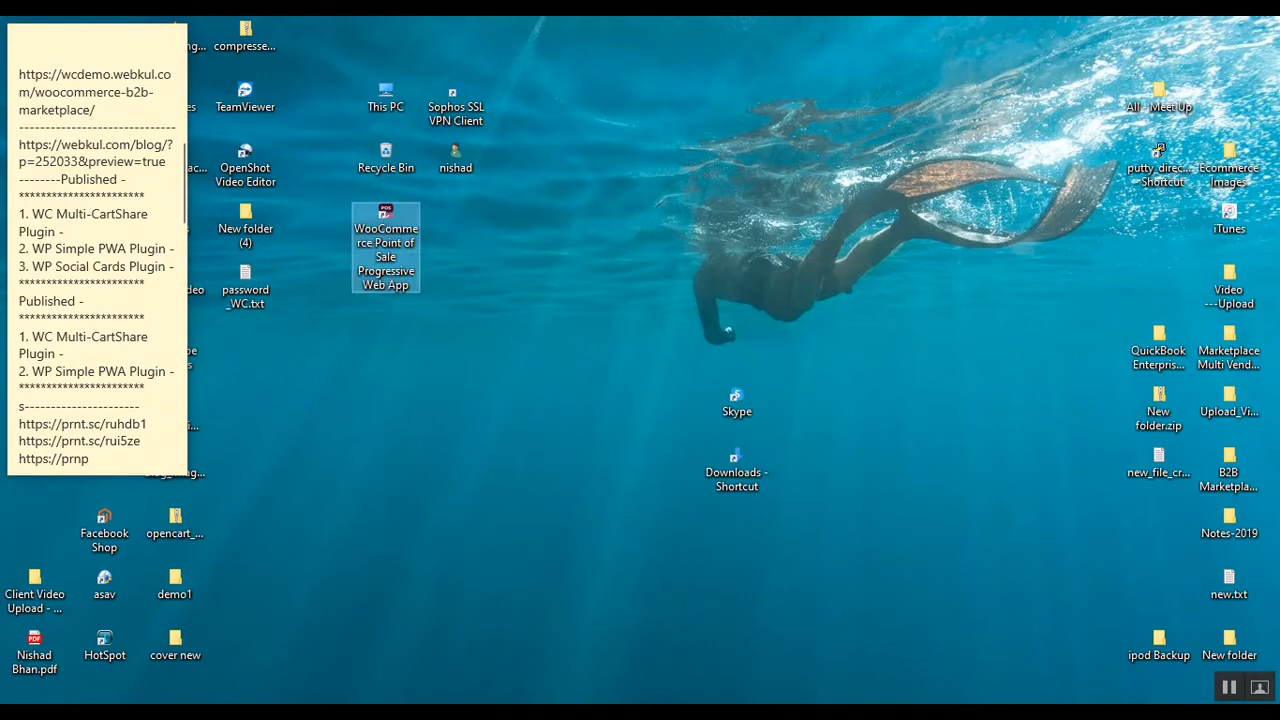 https://wcdemo.webkul.co
m/woocommerce-b2b-
marketplace/
------------------------------
https://webkul.com/blog/?
p=252033&preview=true
--------Published -
************************
1. WC Multi-CartShare
Plugin -
2. WP Simple PWA Plugin -
3. WP Social Cards Plugin -
************************
Published -
************************
1. WC Multi-CartShare
Plugin -
2. WP Simple PWA Plugin -
************************
s----------------------
https://prnt.sc/ruhdb1
https://prnt.sc/rui5ze
https://prnp
compresse...
TeamViewer
OpenShot
Video Editor
New folder
(4)
password
_WC.txt
This PC
Sophos SSL
VPN Client
Recycle Bin
nishad
POS
WooComme
rce Point of
Sale
Progressive
Web App
Skype
Downloads -
Shortcut
Facebook
Shop
opencart_...
Client Video
Upload - ...
asav
demo1
PDF
Nishad
Bhan.pdf
HotSpot
cover new
All - Meet Up
putty_direc...
- Shortcut
Ecommerce
Images
iTunes
Video
---Upload
QuickBook
Enterpris...
Marketplace
Multi Vend...
New
folder.zip
Upload_Vi...
new_file_cr...
B2B
Marketpla...
Notes-2019
new.txt
ipod Backup
New folder